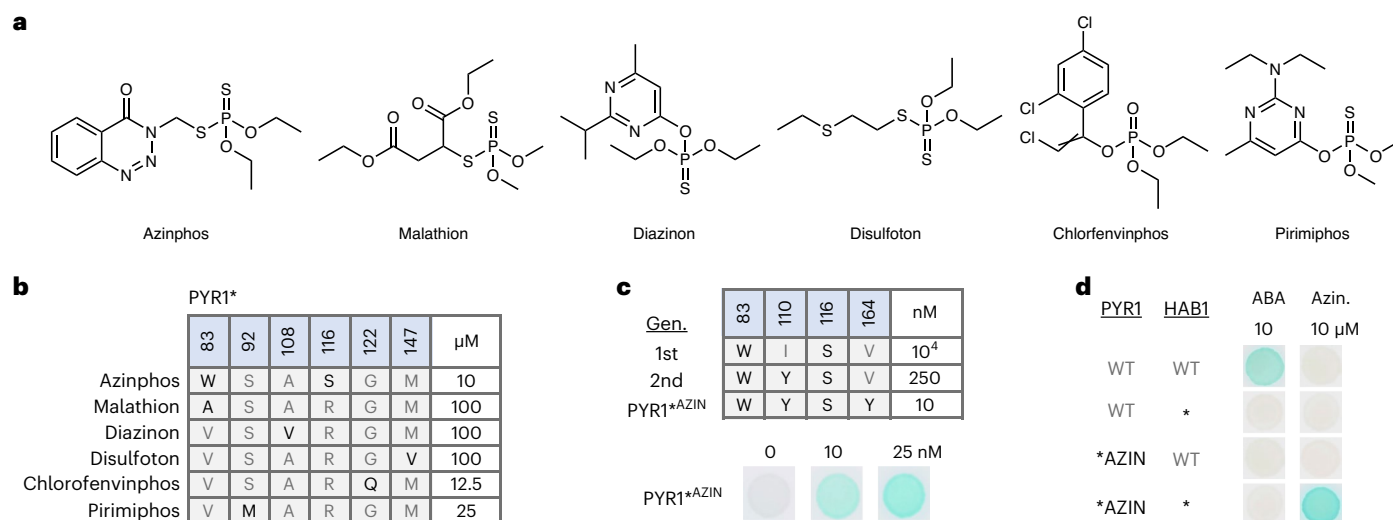 a
O
N
N
N
S
P
S
O
O
Azinphos
O
O
O
O
S
P
S
O
O
Malathion
N
N
O
O
P
O
S
Diazinon
S
S
P
O
O
S
Disulfoton
Cl
Cl
Cl
O
P
O
O
O
Chlorfenvinphos
N
N
N
O
P
S
O
O
Pirimiphos
b
PYR1*
83 92 108 116 122 147 µM
Azinphos W S A S G M 10
Malathion A S A R G M 100
Diazinon V S V R G M 100
Disulfoton V S A R G V 100
Chlorofenvinphos V S A R Q M 12.5
Pirimiphos V M A R G M 25
c
Gen. 83 110 116 164 nM
1st W I S V 10⁴
2nd W Y S V 250
PYR1*ᴬᶻᴵᴺ W Y S Y 10
0 10 25 nM
PYR1*ᴬᶻᴵᴺ
d
PYR1 HAB1 ABA Azin.
10 10 µM
WT WT
WT *
*AZIN WT
*AZIN *